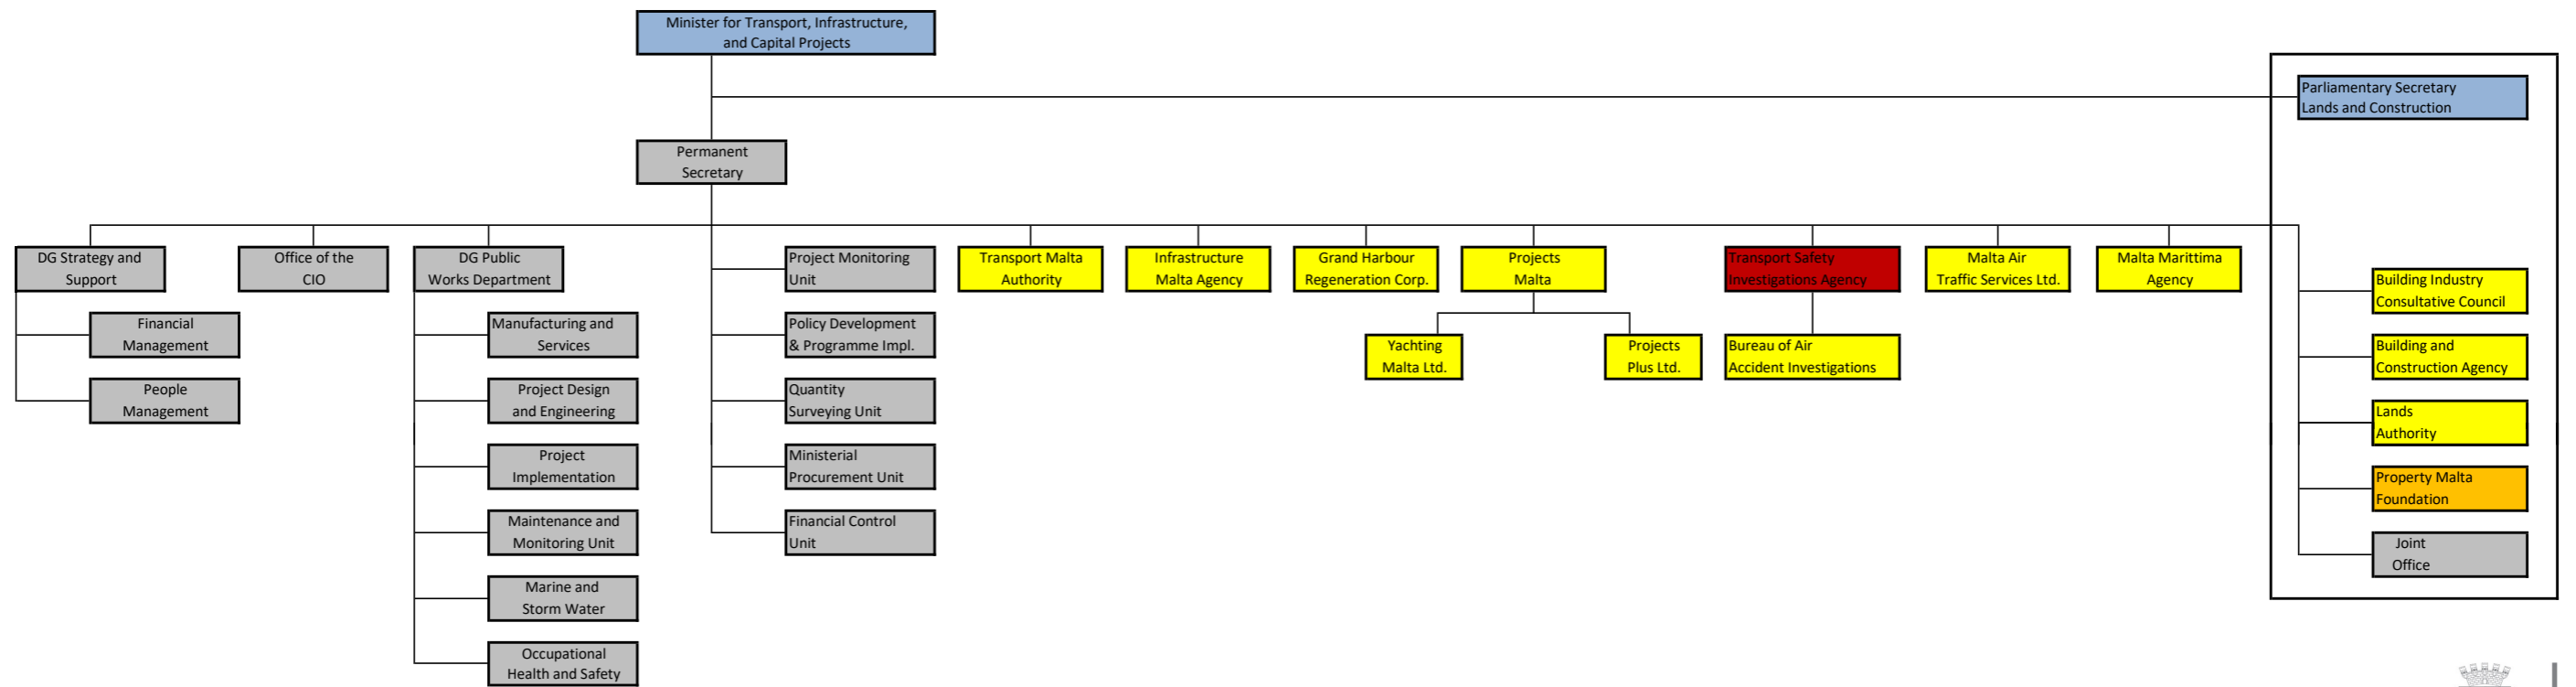 Minister for Transport, Infrastructure,
and Capital Projects
Parliamentary Secretary
Lands and Construction
Permanent
Secretary
DG Strategy and
Support
Financial
Management
People
Management
Office of the
CIO
DG Public
Works Department
Manufacturing and
Services
Project Design
and Engineering
Project
Implementation
Maintenance and
Monitoring Unit
Marine and
Storm Water
Occupational
Health and Safety
Project Monitoring
Unit
Policy Development
& Programme Impl.
Quantity
Surveying Unit
Ministerial
Procurement Unit
Financial Control
Unit
Transport Malta
Authority
Infrastructure
Malta Agency
Grand Harbour
Regeneration Corp.
Projects
Malta
Yachting
Malta Ltd.
Projects
Plus Ltd.
Transport Safety
Investigations Agency
Bureau of Air
Accident Investigations
Malta Air
Traffic Services Ltd.
Malta Marittima
Agency
Building Industry
Consultative Council
Building and
Construction Agency
Lands
Authority
Property Malta
Foundation
Joint
Office